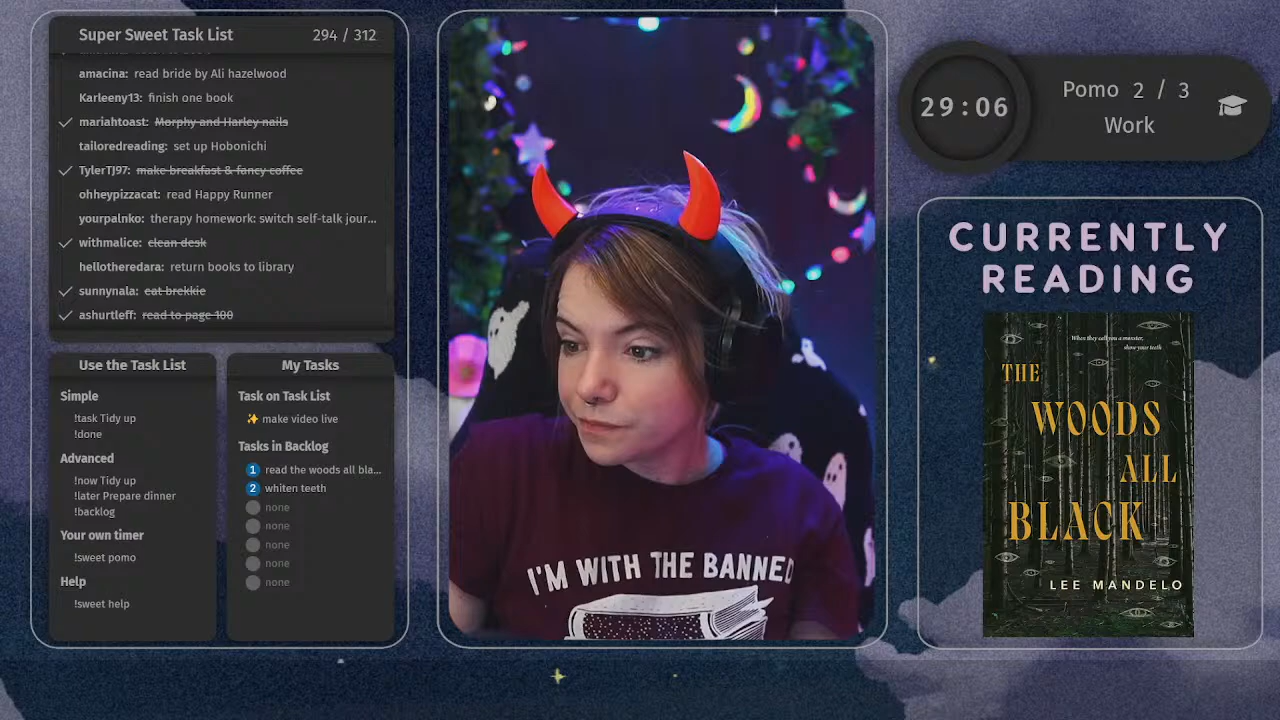 Super Sweet Task List 294 / 312
amacina: read bride by Ali hazelwood
Karleeny13: finish one book
mariahtoast: Morphy and Harley nails
tailoredreading: set up Hobonichi
TylerTJ97: make breakfast & fancy coffee
ohheypizzacat: read Happy Runner
yourpalnko: therapy homework: switch self-talk jour...
withmalice: clean desk
hellotheredara: return books to library
sunnynala: eat brekkie
ashurtleff: read to page 100
Use the Task List
Simple
!task Tidy up
!done
Advanced
!now Tidy up
!later Prepare dinner
!backlog
Your own timer
!sweet pomo
Help
!sweet help
My Tasks
Task on Task List
✨ make video live
Tasks in Backlog
1 read the woods all bla...
2 whiten teeth
none
none
none
none
none
I'M WITH THE BANNED
29:06
Pomo 2 / 3
Work
CURRENTLY
READING
When they call you a monster,
show your teeth
THE
WOODS
ALL
BLACK
LEE MANDELO